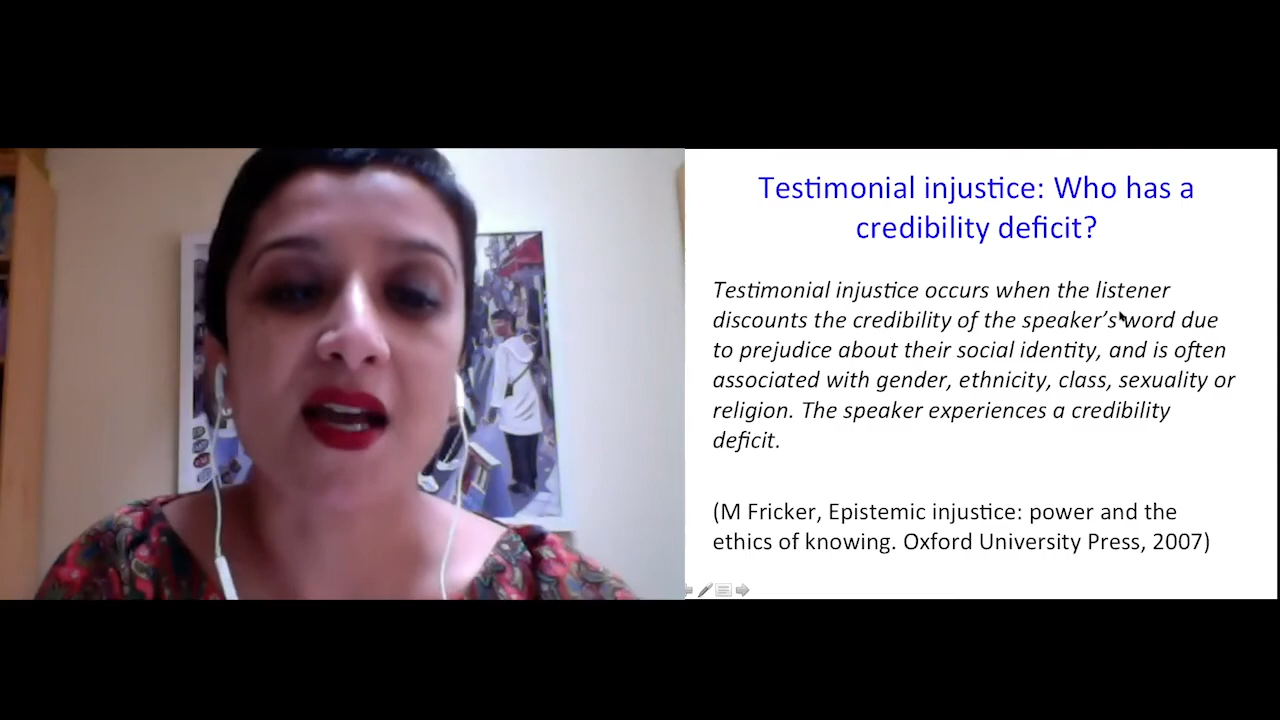 Testimonial injustice: Who has a
credibility deficit?
Testimonial injustice occurs when the listener
discounts the credibility of the speaker’s word due
to prejudice about their social identity, and is often
associated with gender, ethnicity, class, sexuality or
religion. The speaker experiences a credibility
deficit.
(M Fricker, Epistemic injustice: power and the
ethics of knowing. Oxford University Press, 2007)